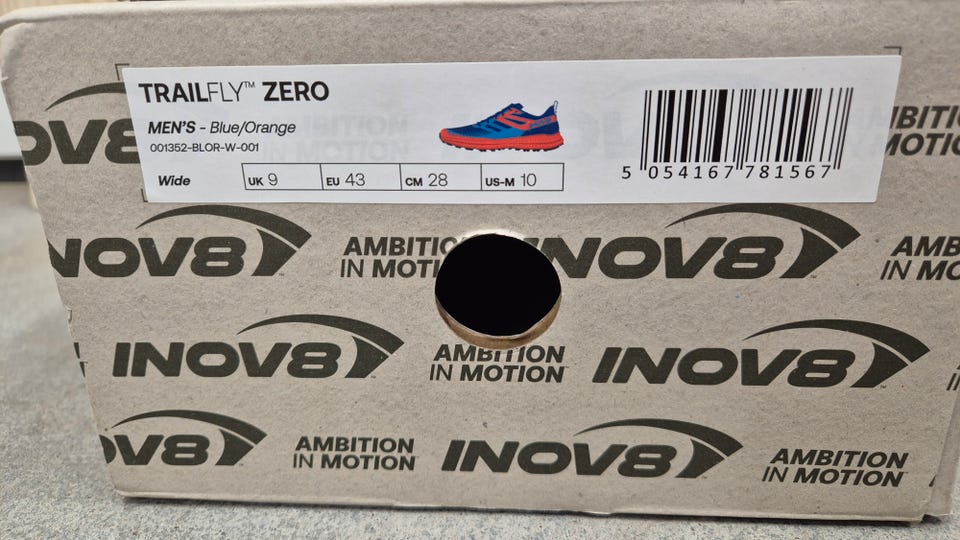 TRAILFLY™ ZERO
MEN'S - Blue/Orange
001352-BLOR-W-001
Wide
UK 9
EU 43
CM 28
US-M 10
5 054167 781567
INOV8
AMBITION
IN MOTION
INOV8
AMBITION
IN MOTION
INOV8
AMBITION
IN MOTION
INOV8
INOV8
AMBITION
IN MOTION
INOV8
AMBITION
IN MOTION